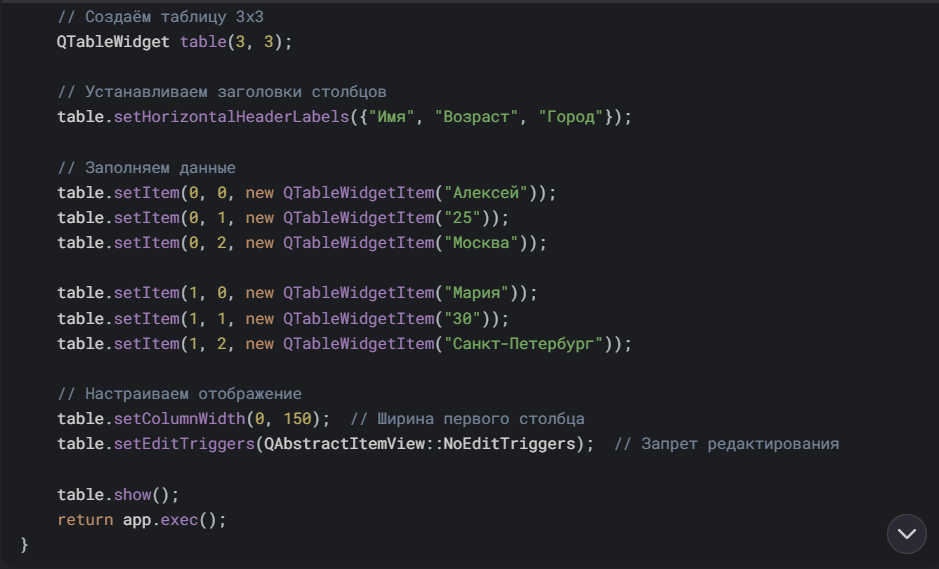 // Создаём таблицу 3x3
QTableWidget table(3, 3);
// Устанавливаем заголовки столбцов
table.setHorizontalHeaderLabels({"Имя", "Возраст", "Город"});
// Заполняем данные
table.setItem(0, 0, new QTableWidgetItem("Алексей"));
table.setItem(0, 1, new QTableWidgetItem("25"));
table.setItem(0, 2, new QTableWidgetItem("Москва"));
table.setItem(1, 0, new QTableWidgetItem("Мария"));
table.setItem(1, 1, new QTableWidgetItem("30"));
table.setItem(1, 2, new QTableWidgetItem("Санкт-Петербург"));
// Настраиваем отображение
table.setColumnWidth(0, 150);  // Ширина первого столбца
table.setEditTriggers(QAbstractItemView::NoEditTriggers);  // Запрет редактирования
table.show();
return app.exec();
}